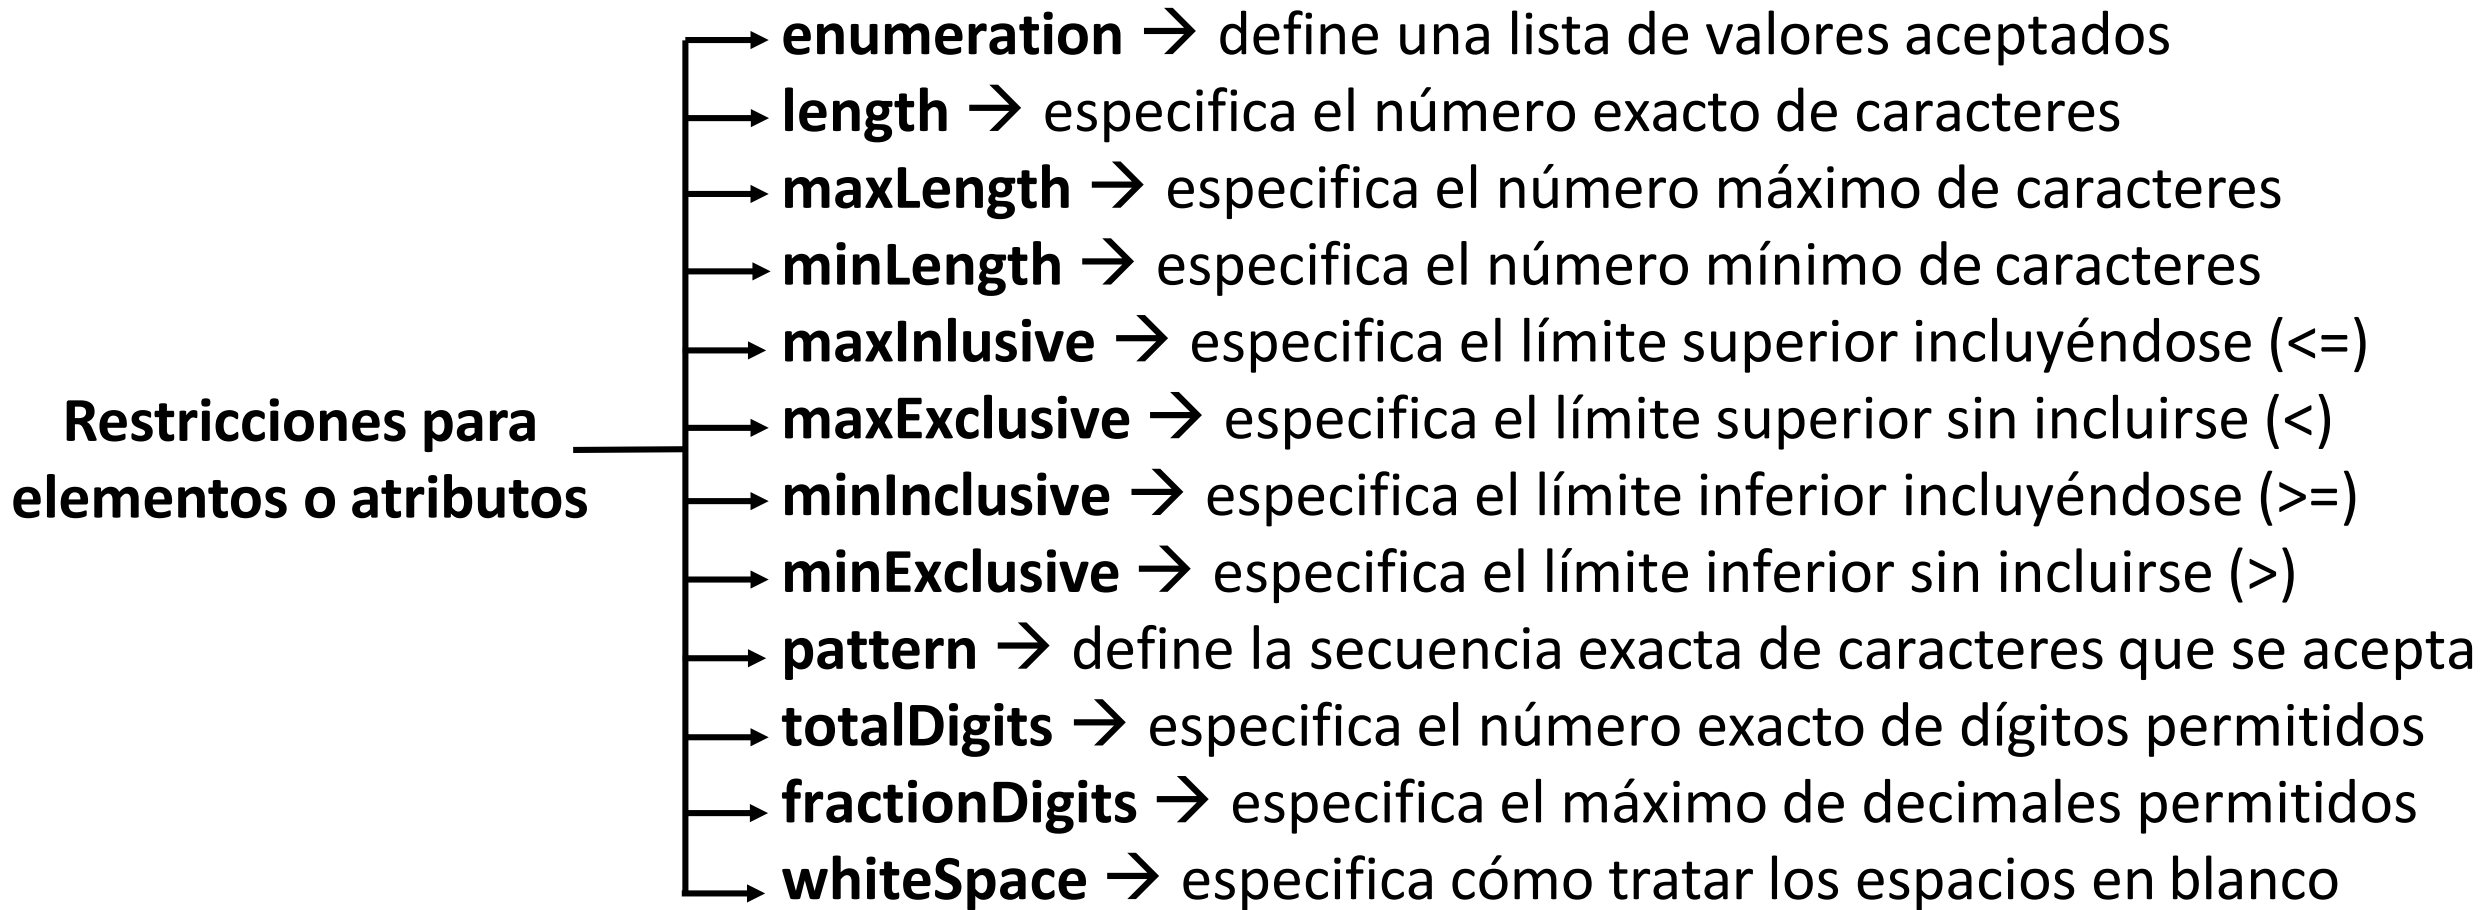 Restricciones para
elementos o atributos
enumeration → define una lista de valores aceptados
length → especifica el número exacto de caracteres
maxLength → especifica el número máximo de caracteres
minLength → especifica el número mínimo de caracteres
maxInlusive → especifica el límite superior incluyéndose (<=)
maxExclusive → especifica el límite superior sin incluirse (<)
minInclusive → especifica el límite inferior incluyéndose (>=)
minExclusive → especifica el límite inferior sin incluirse (>)
pattern → define la secuencia exacta de caracteres que se acepta
totalDigits → especifica el número exacto de dígitos permitidos
fractionDigits → especifica el máximo de decimales permitidos
whiteSpace → especifica cómo tratar los espacios en blanco